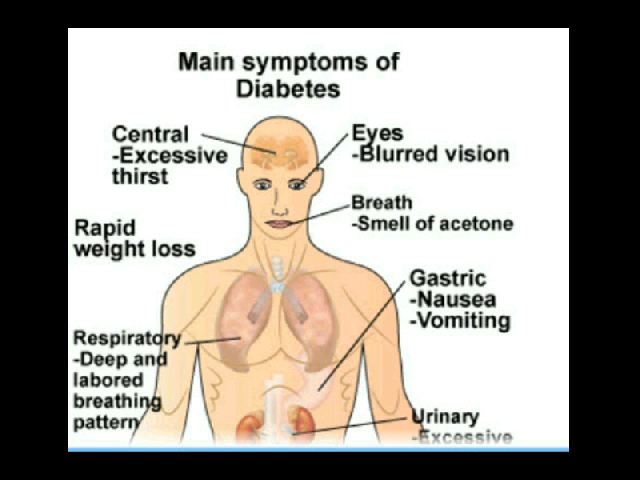 Main symptoms of
Diabetes
Central
-Excessive
thirst
Eyes
-Blurred vision
Breath
-Smell of acetone
Rapid
weight loss
Gastric
-Nausea
-Vomiting
Respiratory
-Deep and
labored
breathing
pattern
Urinary
-Excessive